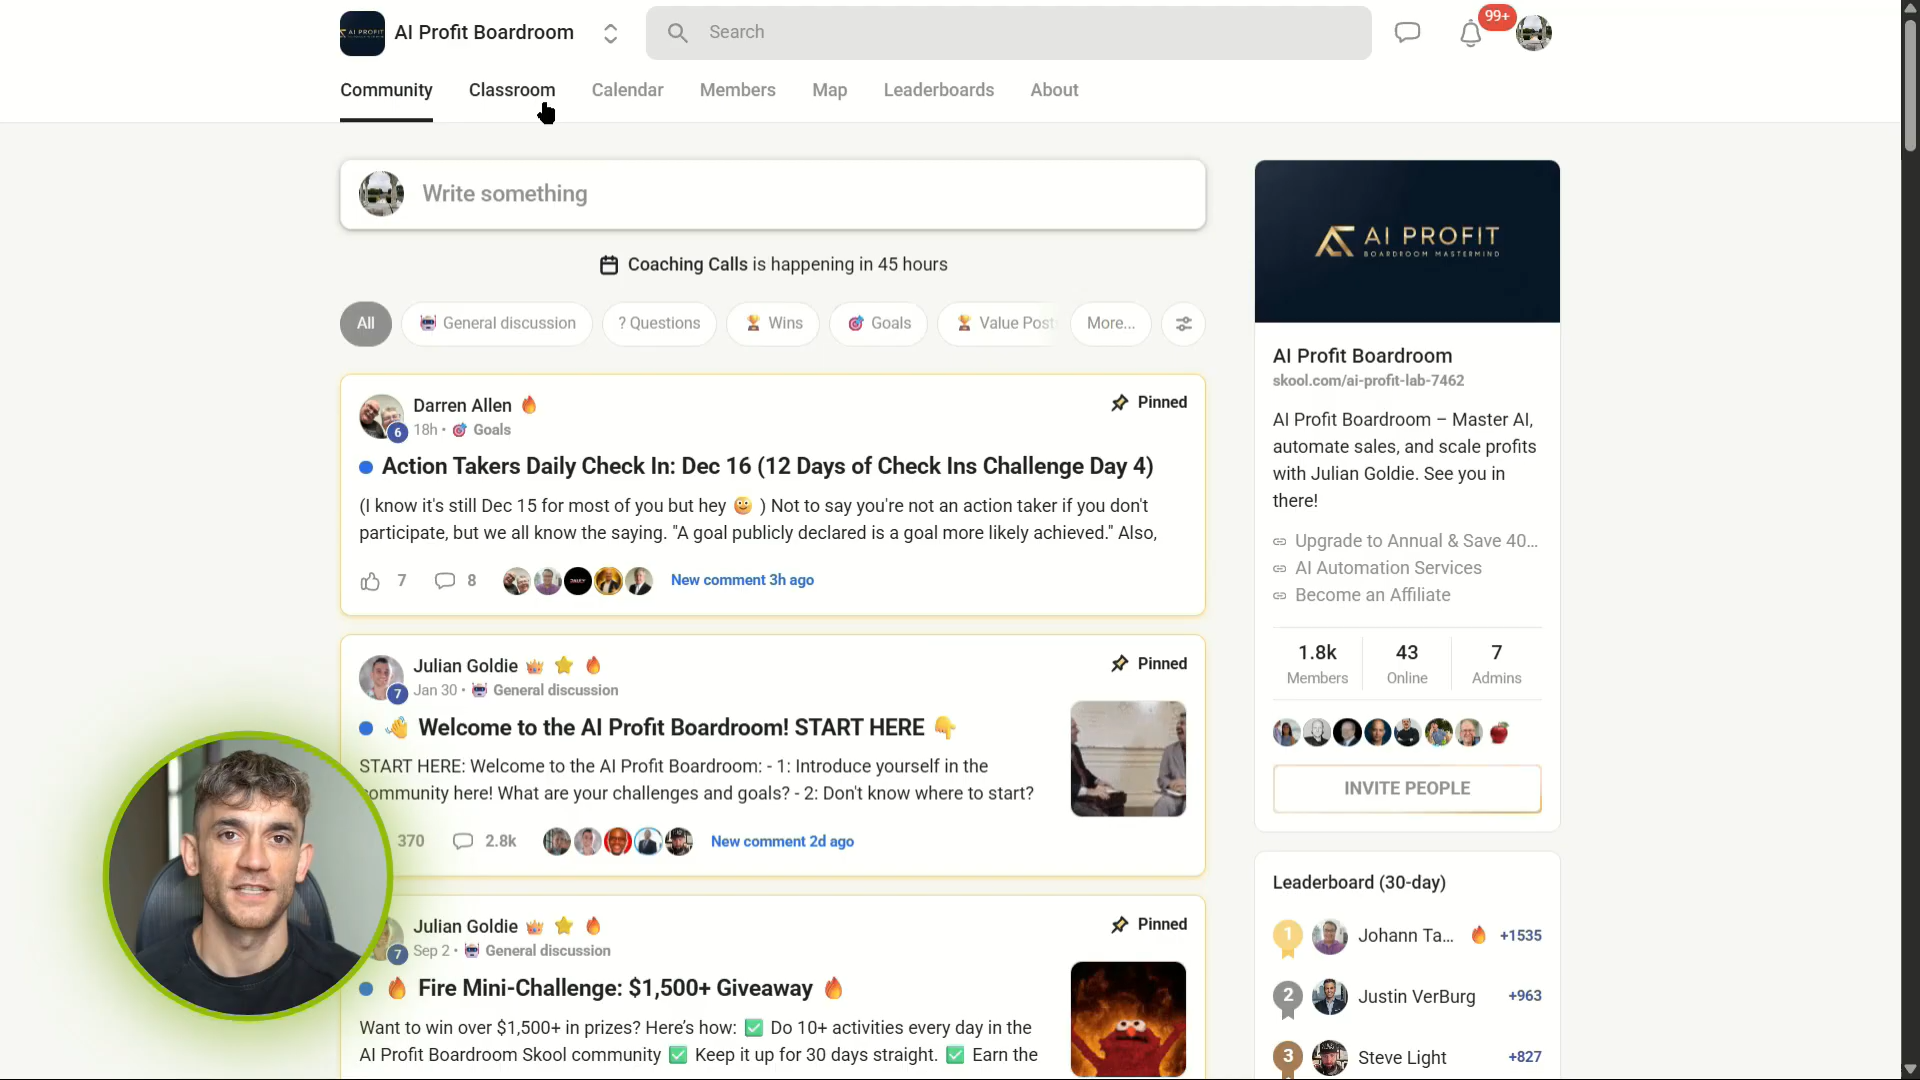 AI PROFIT
AI Profit Boardroom
Search
99+
Community
Classroom
Calendar
Members
Map
Leaderboards
About
Write something
Coaching Calls is happening in 45 hours
All
General discussion
? Questions
Wins
Goals
Value Post
More...
Darren Allen
6
18h • Goals
Pinned
Action Takers Daily Check In: Dec 16 (12 Days of Check Ins Challenge Day 4)
(I know it's still Dec 15 for most of you but hey ) Not to say you're not an action taker if you don't
participate, but we all know the saying. "A goal publicly declared is a goal more likely achieved." Also,
7
8
New comment 3h ago
Julian Goldie
7
Jan 30 • General discussion
Pinned
Welcome to the AI Profit Boardroom! START HERE
START HERE: Welcome to the AI Profit Boardroom: - 1: Introduce yourself in the
community here! What are your challenges and goals? - 2: Don't know where to start?
370
2.8k
New comment 2d ago
Julian Goldie
7
Sep 2 • General discussion
Pinned
Fire Mini-Challenge: $1,500+ Giveaway
Want to win over $1,500+ in prizes? Here's how: ✅ Do 10+ activities every day in the
AI Profit Boardroom Skool community ✅ Keep it up for 30 days straight. ✅ Earn the
AI PROFIT
BOARDROOM MASTERMIND
AI Profit Boardroom
skool.com/ai-profit-lab-7462
AI Profit Boardroom – Master AI,
automate sales, and scale profits
with Julian Goldie. See you in
there!
Upgrade to Annual & Save 40...
AI Automation Services
Become an Affiliate
1.8k
Members
43
Online
7
Admins
INVITE PEOPLE
Leaderboard (30-day)
1
Johann Ta...
+1535
2
Justin VerBurg
+963
3
Steve Light
+827